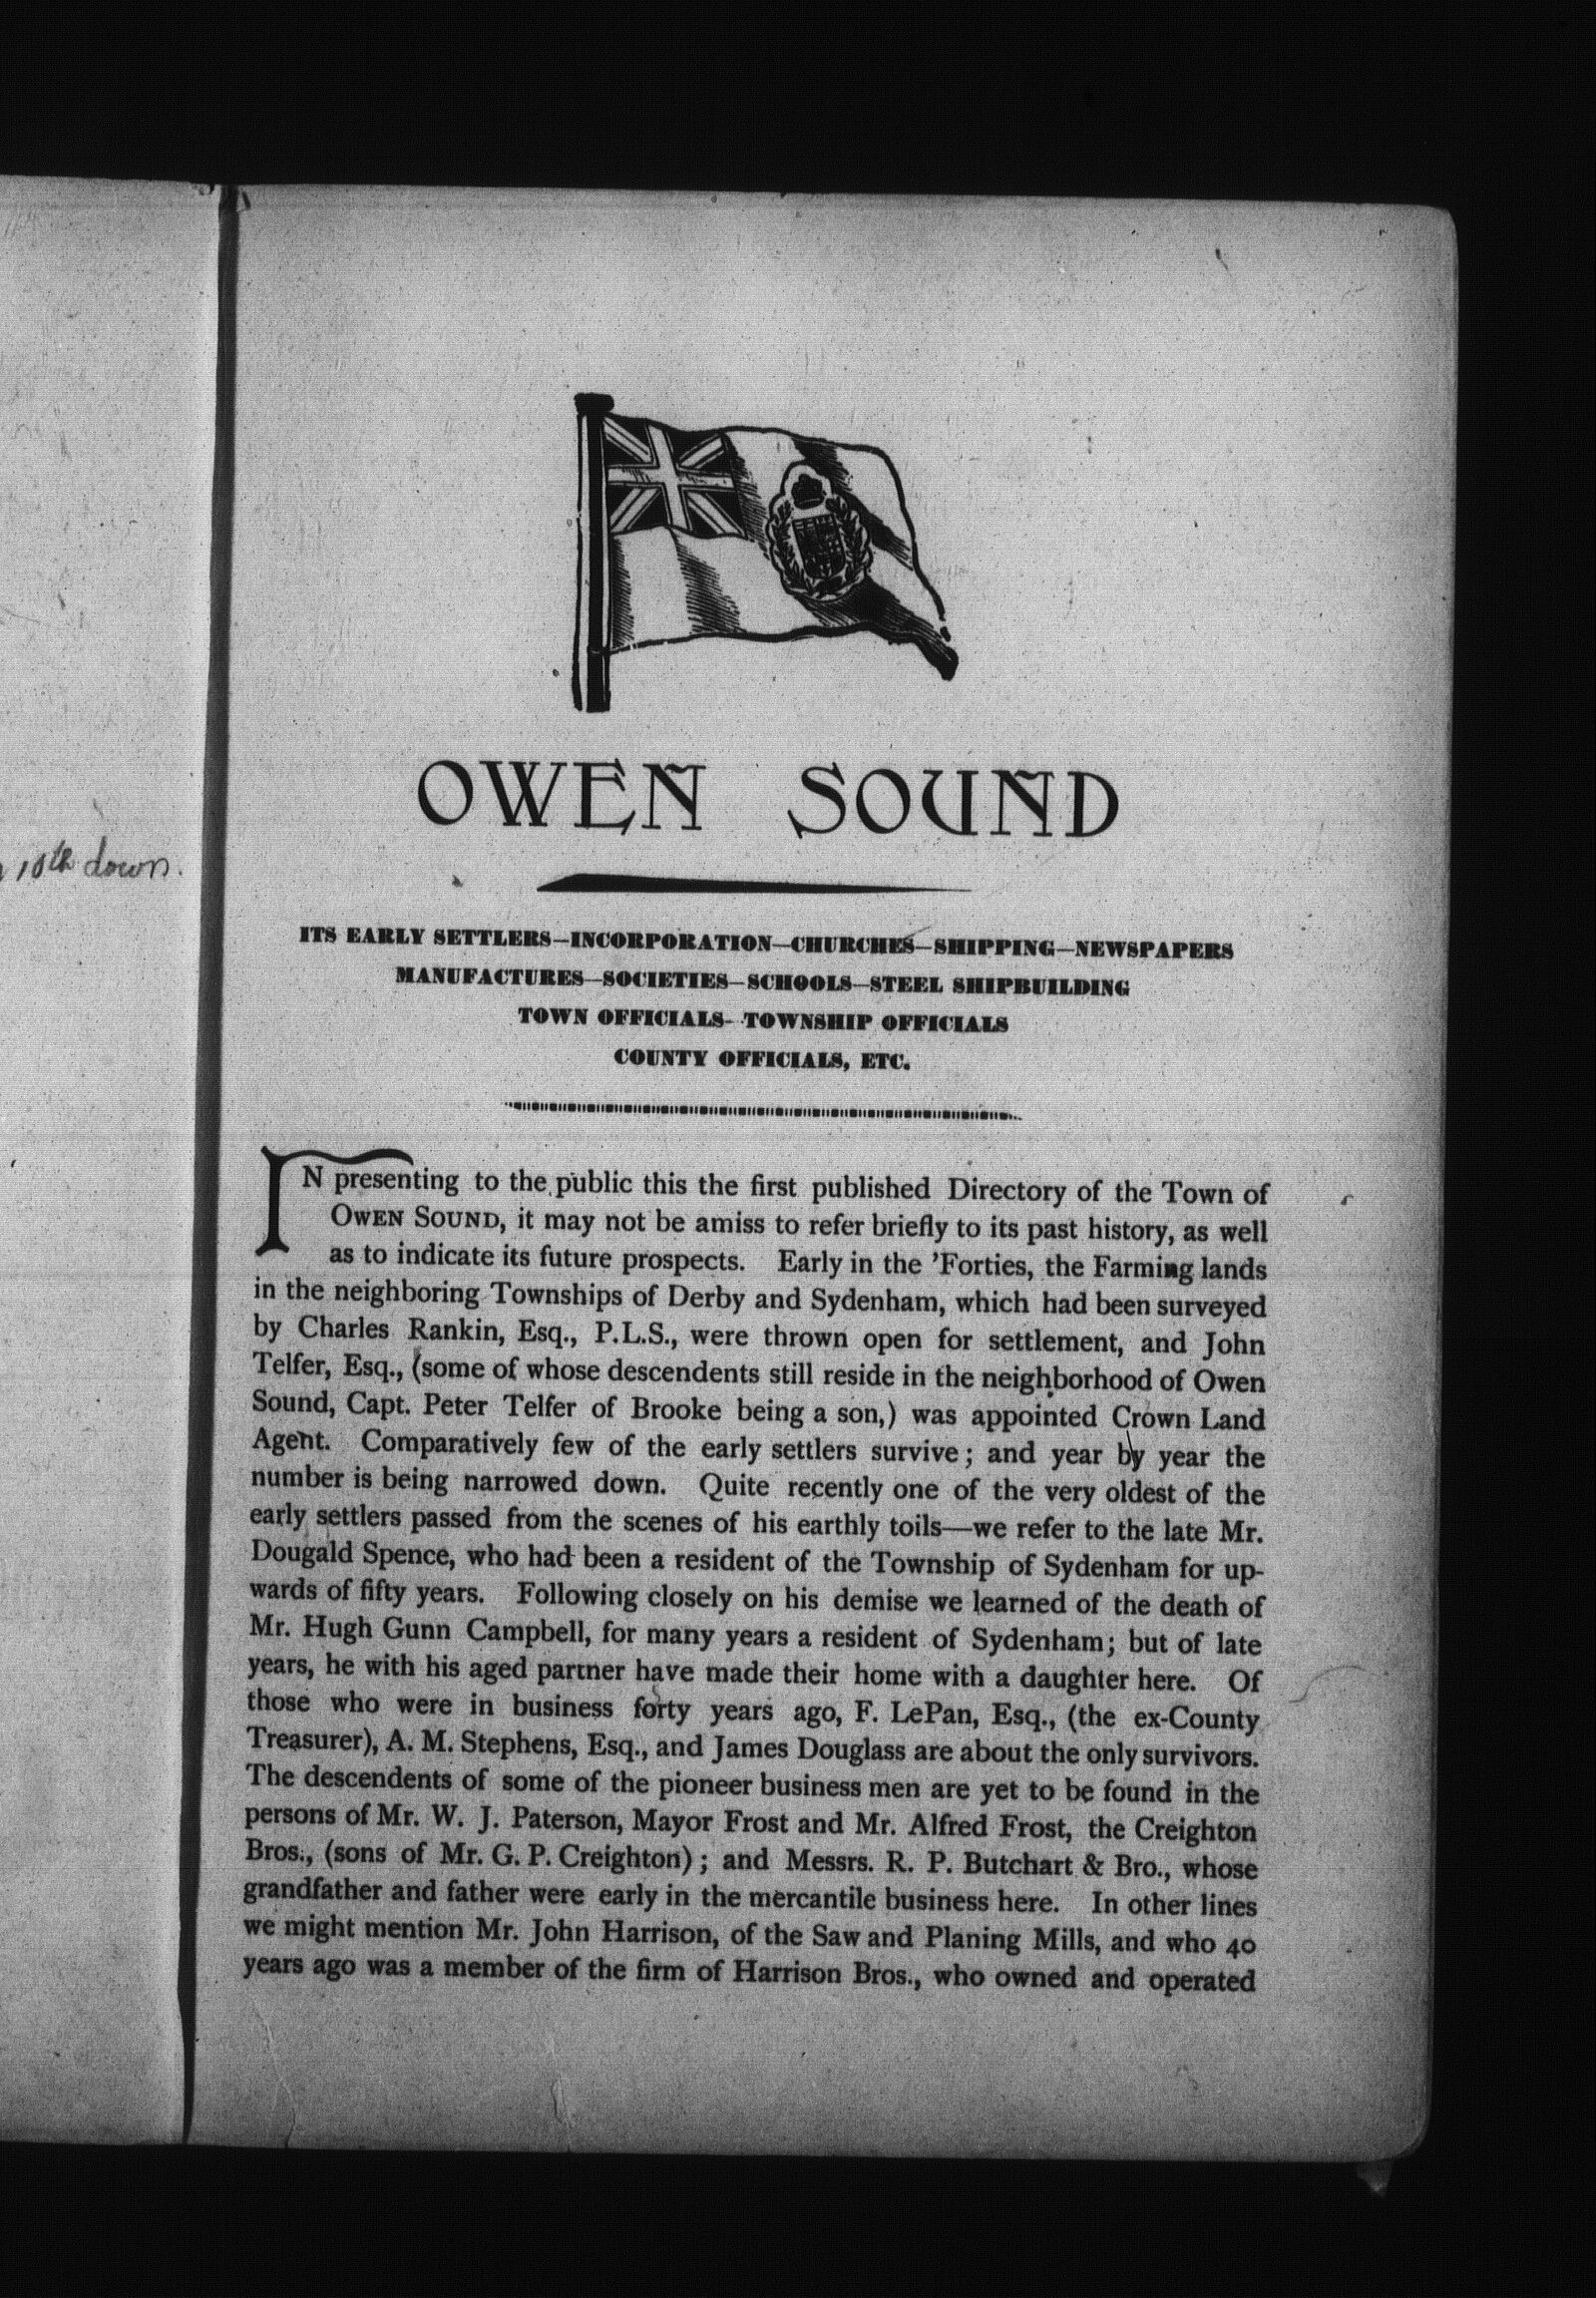 10th down.
OWEN SOUND
ITS EARLY SETTLERS—INCORPORATION—CHURCHES—SHIPPING—NEWSPAPERS
MANUFACTURES—SOCIETIES—SCHOOLS—STEEL SHIPBUILDING
TOWN OFFICIALS—TOWNSHIP OFFICIALS
COUNTY OFFICIALS, ETC.
IN presenting to the public this the first published Directory of the Town of
OWEN SOUND, it may not be amiss to refer briefly to its past history, as well
as to indicate its future prospects. Early in the 'Forties, the Farming lands
in the neighboring Townships of Derby and Sydenham, which had been surveyed
by Charles Rankin, Esq., P.L.S., were thrown open for settlement, and John
Telfer, Esq., (some of whose descendents still reside in the neighborhood of Owen
Sound, Capt. Peter Telfer of Brooke being a son,) was appointed Crown Land
Agent. Comparatively few of the early settlers survive; and year by year the
number is being narrowed down. Quite recently one of the very oldest of the
early settlers passed from the scenes of his earthly toils—we refer to the late Mr.
Dougald Spence, who had been a resident of the Township of Sydenham for up-
wards of fifty years. Following closely on his demise we learned of the death of
Mr. Hugh Gunn Campbell, for many years a resident of Sydenham; but of late
years, he with his aged partner have made their home with a daughter here. Of
those who were in business forty years ago, F. LePan, Esq., (the ex-County
Treasurer), A. M. Stephens, Esq., and James Douglass are about the only survivors.
The descendents of some of the pioneer business men are yet to be found in the
persons of Mr. W. J. Paterson, Mayor Frost and Mr. Alfred Frost, the Creighton
Bros., (sons of Mr. G. P. Creighton); and Messrs. R. P. Butchart & Bro., whose
grandfather and father were early in the mercantile business here. In other lines
we might mention Mr. John Harrison, of the Saw and Planing Mills, and who 40
years ago was a member of the firm of Harrison Bros., who owned and operated